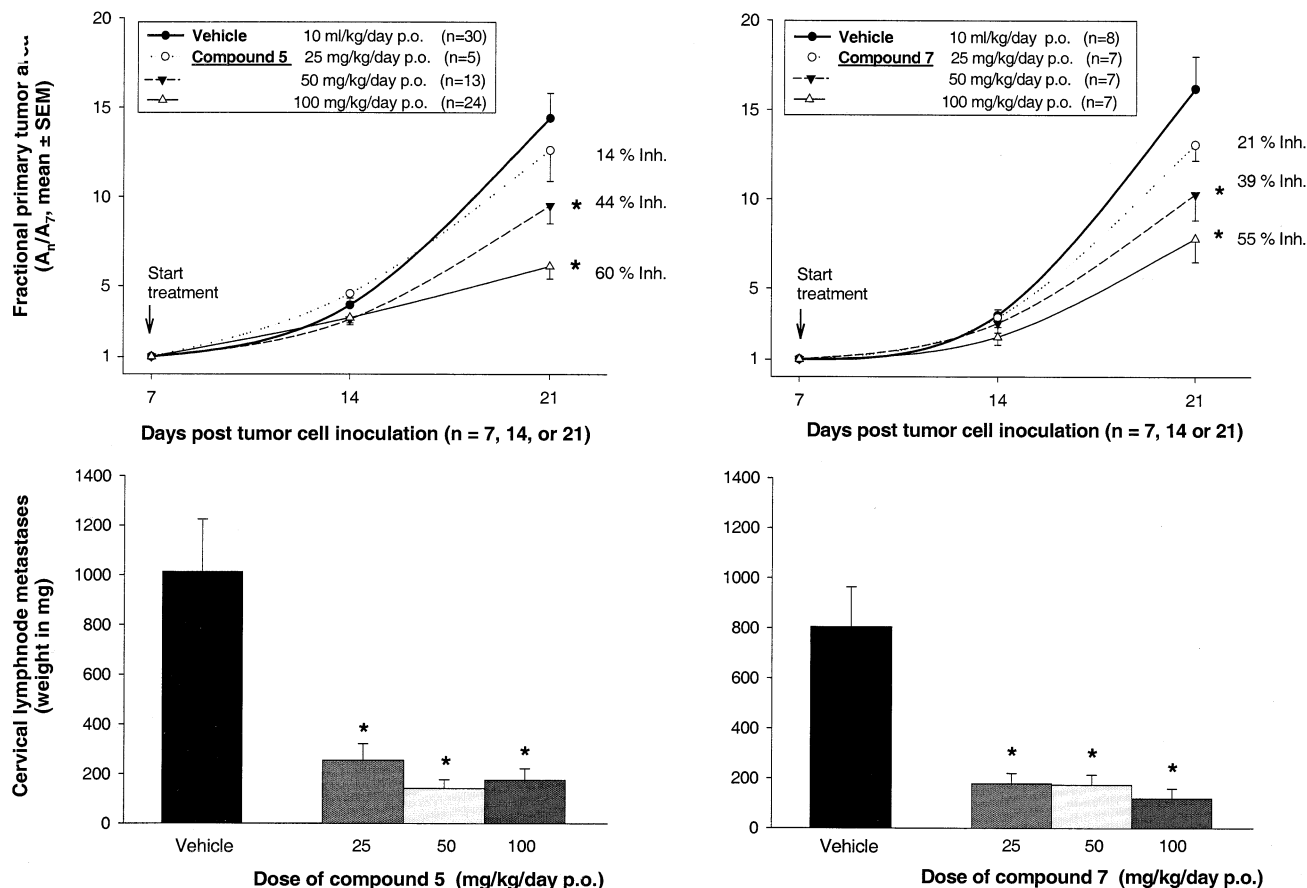 Fractional primary tumor
(An/A7, mean ± SEM)
20
15
10
5
1
Vehicle 10 ml/kg/day p.o. (n=30)
Compound 5 25 mg/kg/day p.o. (n=5)
50 mg/kg/day p.o. (n=13)
100 mg/kg/day p.o. (n=24)
14 % Inh.
* 44 % Inh.
* 60 % Inh.
Start
treatment
7 14 21
Days post tumor cell inoculation (n = 7, 14, or 21)
20
15
10
5
1
Vehicle 10 ml/kg/day p.o. (n=8)
Compound 7 25 mg/kg/day p.o. (n=7)
50 mg/kg/day p.o. (n=7)
100 mg/kg/day p.o. (n=7)
21 % Inh.
* 39 % Inh.
* 55 % Inh.
Start
treatment
7 14 21
Days post tumor cell inoculation (n = 7, 14 or 21)
Cervical lymphnode metastases
(weight in mg)
1400
1200
1000
800
600
400
200
0
* * *
Vehicle 25 50 100
Dose of compound 5 (mg/kg/day p.o.)
1400
1200
1000
800
600
400
200
0
* * *
Vehicle 25 50 100
Dose of compound 7 (mg/kg/day p.o.)